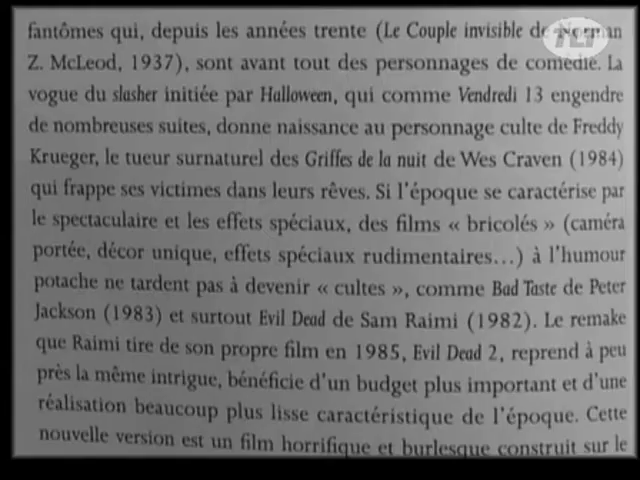 fantômes qui, depuis les années trente (Le Couple invisible de Norman
Z. McLeod, 1937), sont avant tout des personnages de comédie. La
vogue du slasher initiée par Halloween, qui comme Vendredi 13 engendre
de nombreuses suites, donne naissance au personnage culte de Freddy
Krueger, le tueur surnaturel des Griffes de la nuit de Wes Craven (1984)
qui frappe ses victimes dans leurs rêves. Si l'époque se caractérise par
le spectaculaire et les effets spéciaux, des films « bricolés » (caméra
portée, décor unique, effets spéciaux rudimentaires…) à l'humour
potache ne tardent pas à devenir « cultes », comme Bad Taste de Peter
Jackson (1983) et surtout Evil Dead de Sam Raimi (1982). Le remake
que Raimi tire de son propre film en 1985, Evil Dead 2, reprend à peu
près la même intrigue, bénéficie d'un budget plus important et d'une
réalisation beaucoup plus lisse caractéristique de l'époque. Cette
nouvelle version est un film horrifique et burlesque construit sur le